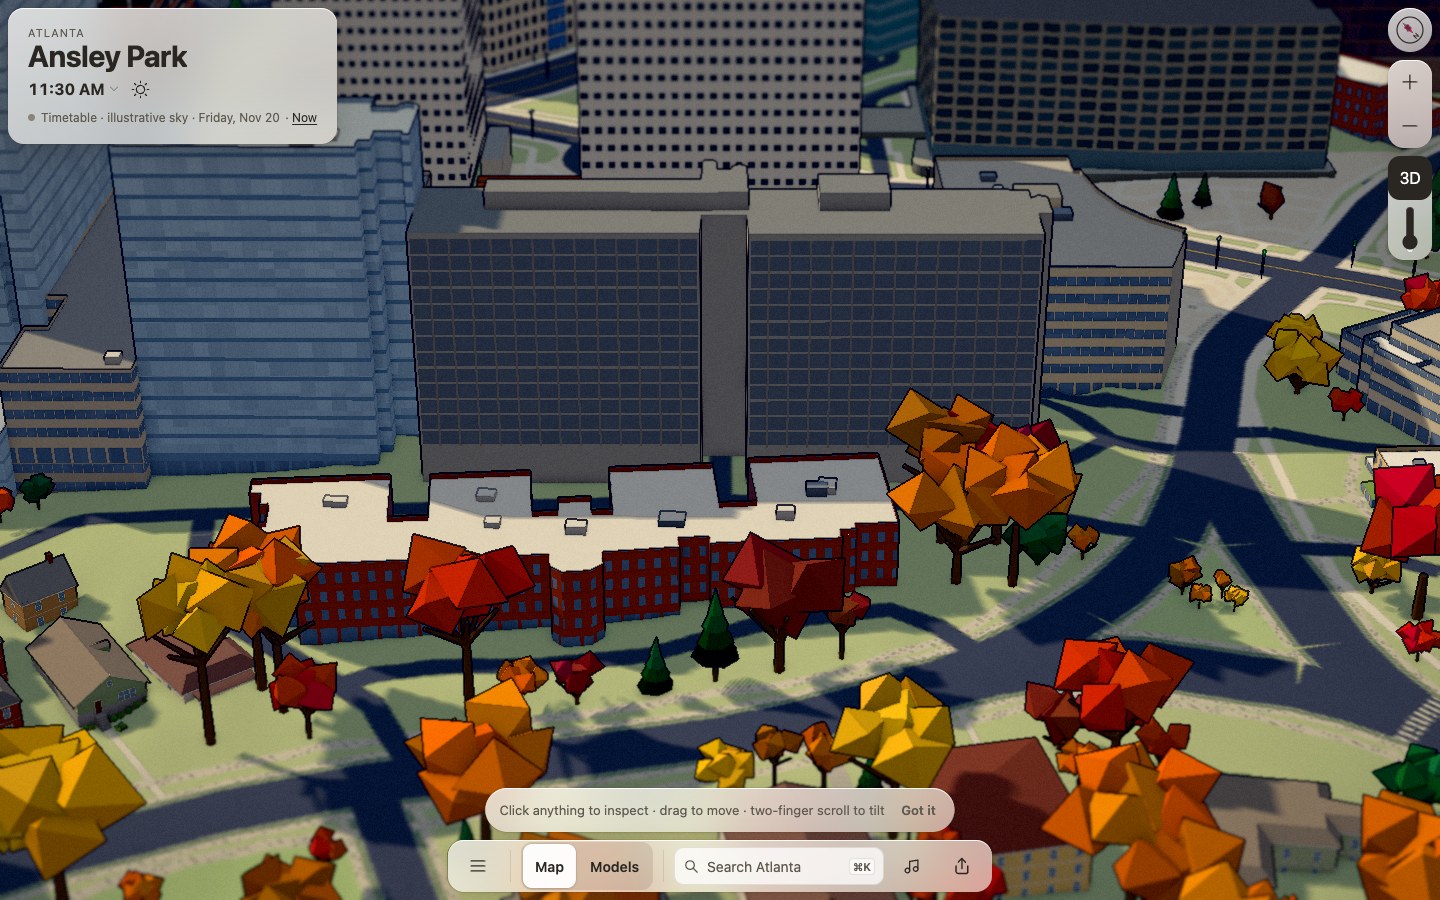 ATLANTA
Ansley Park
11:30 AM
Timetable · illustrative sky · Friday, Nov 20 · Now
N
+
−
3D
Click anything to inspect · drag to move · two-finger scroll to tilt Got it
Map Models Search Atlanta ⌘K